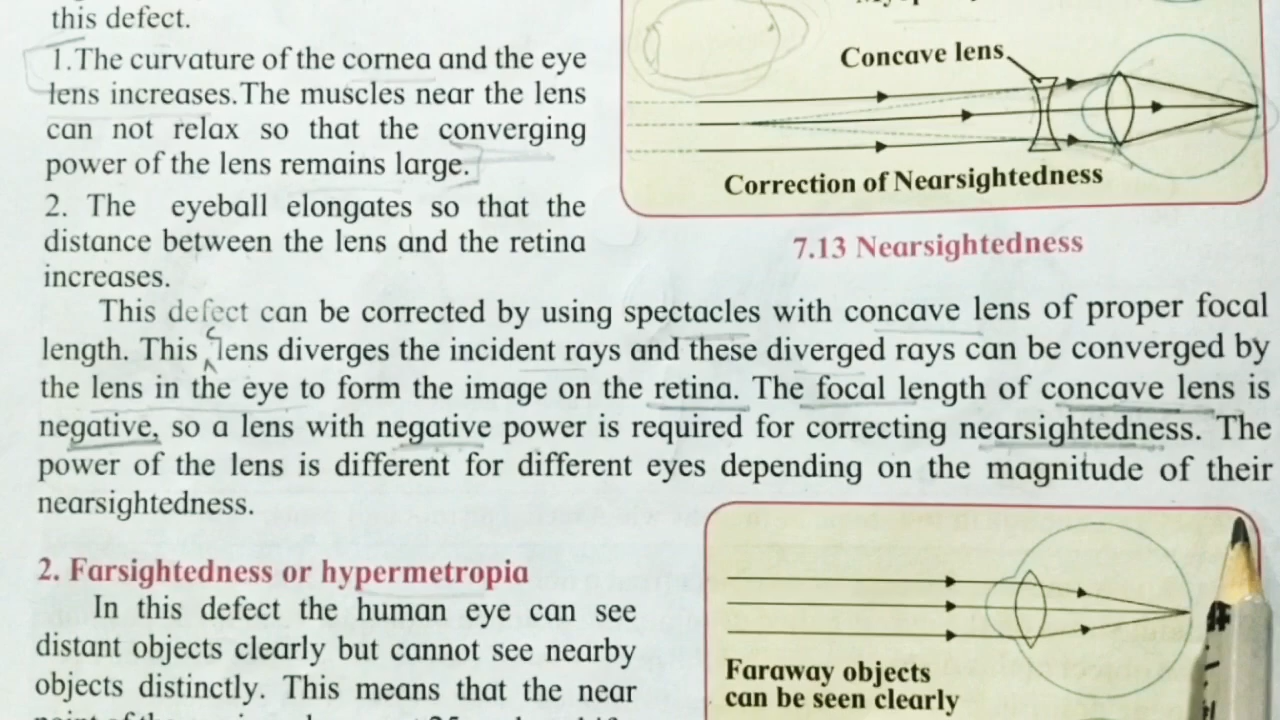 this defect.
1.The curvature of the cornea and the eye
lens increases.The muscles near the lens
can not relax so that the converging
power of the lens remains large.
2. The eyeball elongates so that the
distance between the lens and the retina
increases.
Concave lens
Correction of Nearsightedness
7.13 Nearsightedness
This defect can be corrected by using spectacles with concave lens of proper focal
length. This lens diverges the incident rays and these diverged rays can be converged by
the lens in the eye to form the image on the retina. The focal length of concave lens is
negative, so a lens with negative power is required for correcting nearsightedness. The
power of the lens is different for different eyes depending on the magnitude of their
nearsightedness.
2. Farsightedness or hypermetropia
In this defect the human eye can see
distant objects clearly but cannot see nearby
objects distinctly. This means that the near
Faraway objects
can be seen clearly